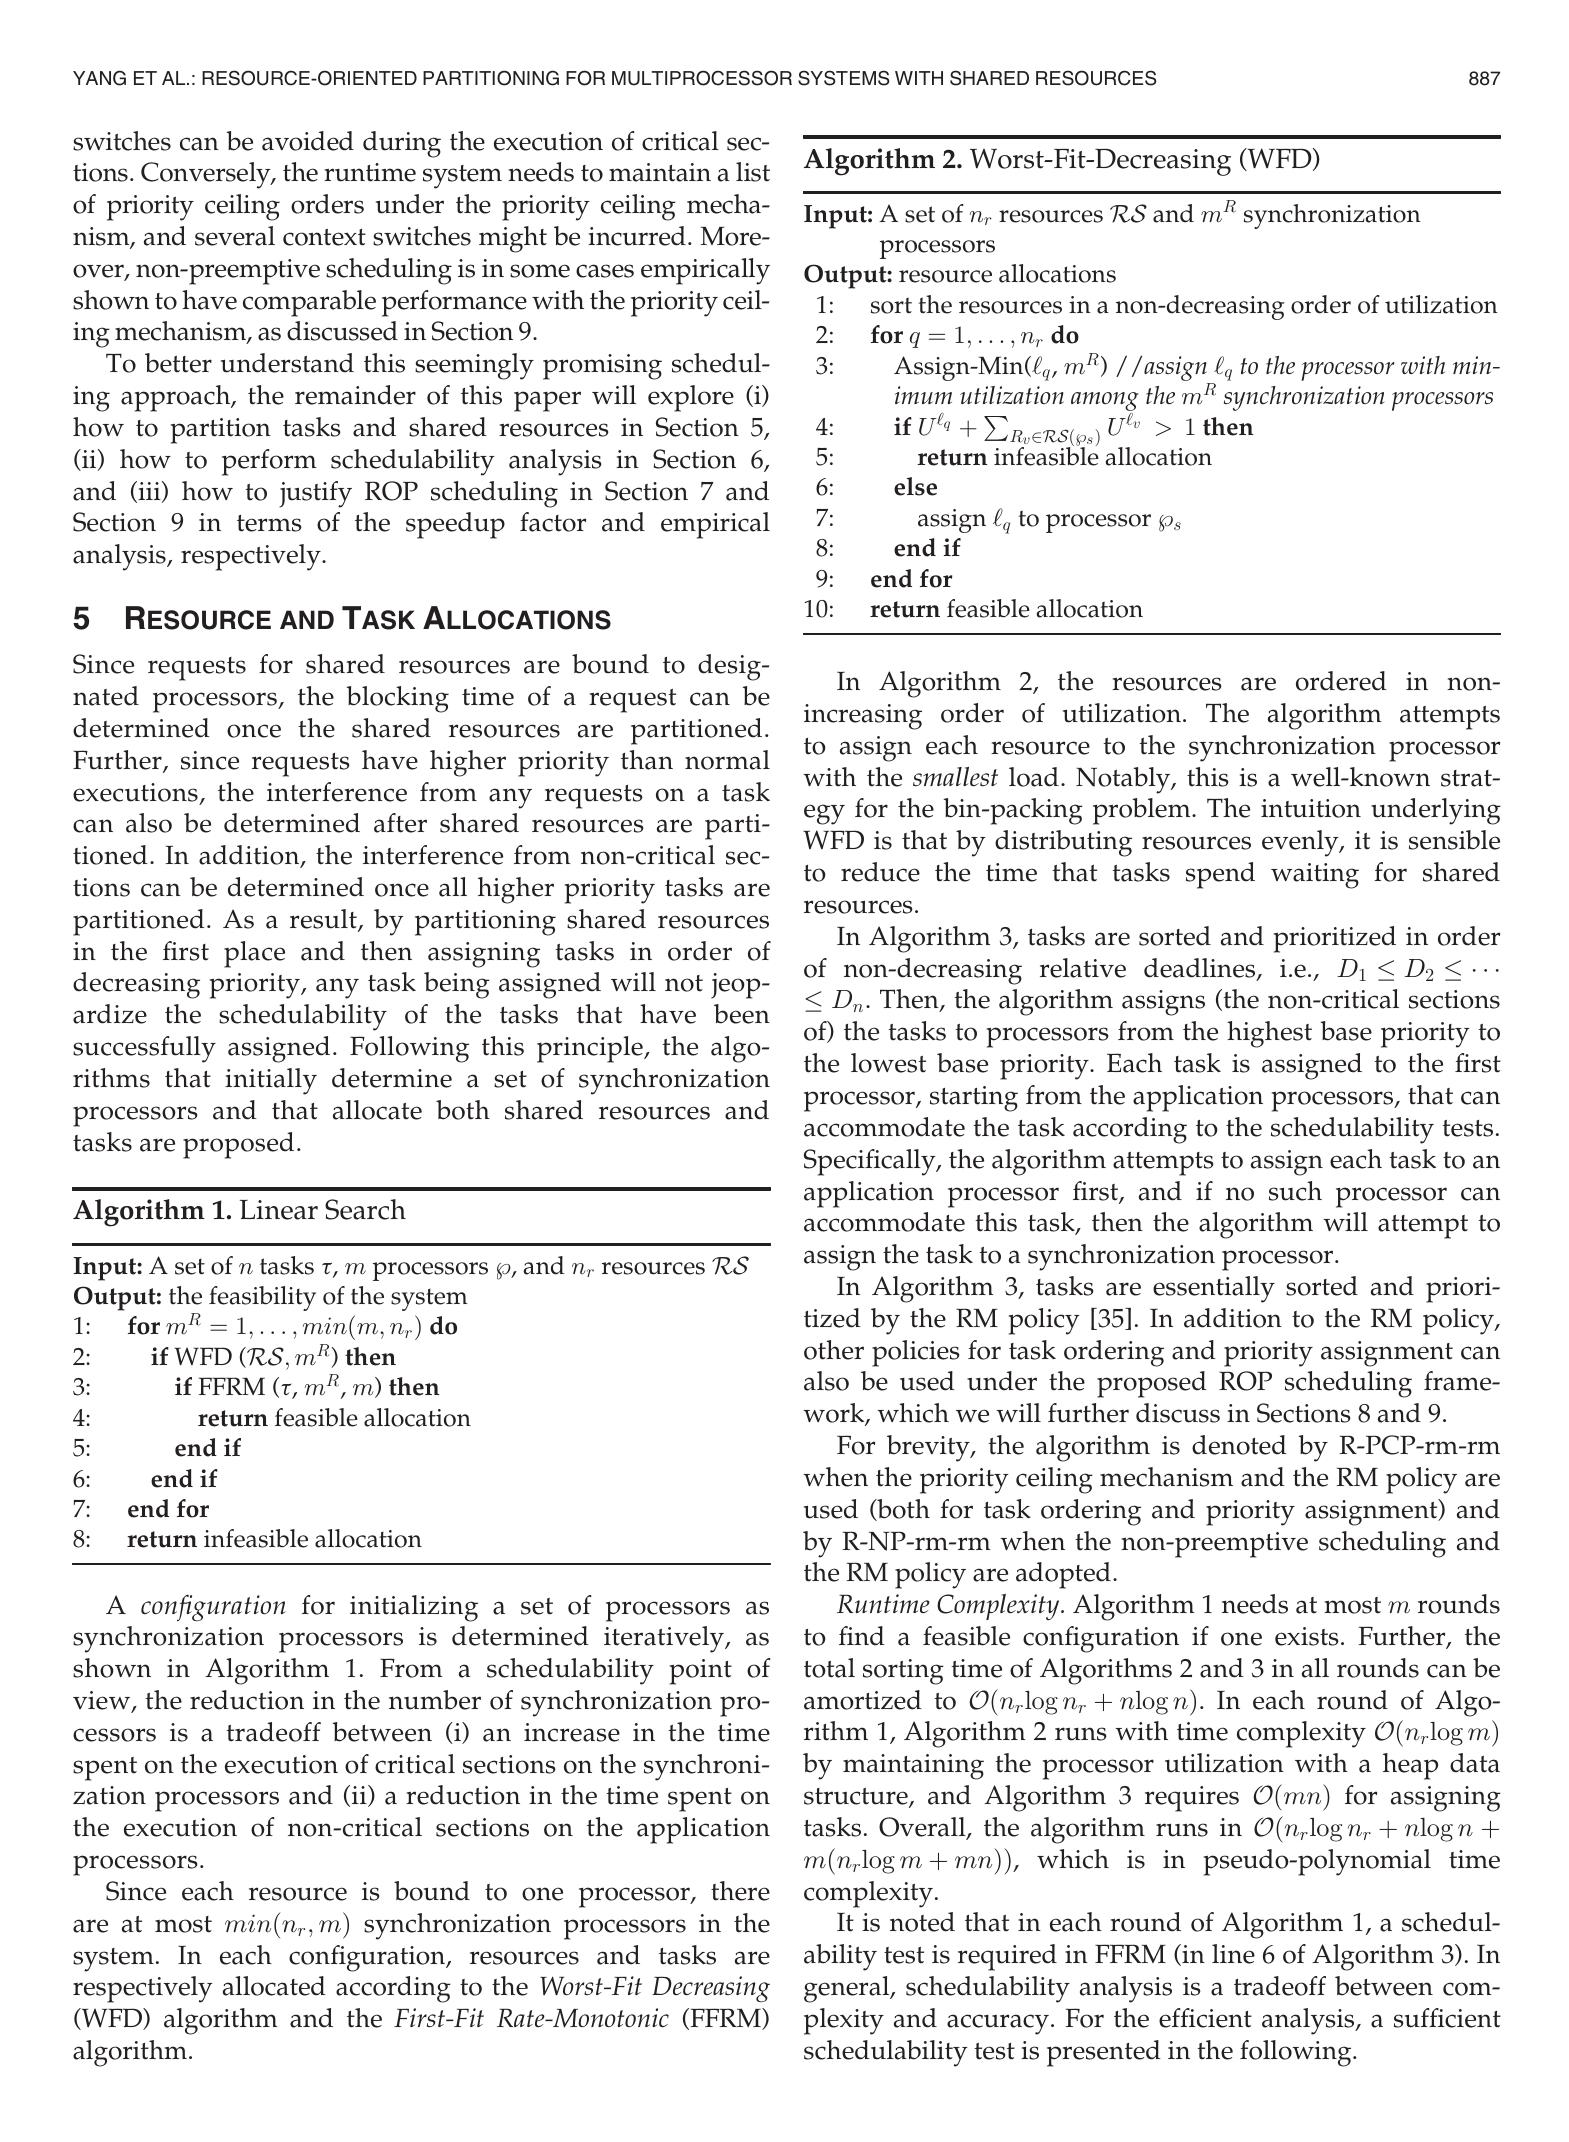 YANG ET AL.: RESOURCE-ORIENTED PARTITIONING FOR MULTIPROCESSOR SYSTEMS WITH SHARED RESOURCES 887
switches can be avoided during the execution of critical sec-
tions. Conversely, the runtime system needs to maintain a list
of priority ceiling orders under the priority ceiling mecha-
nism, and several context switches might be incurred. More-
over, non-preemptive scheduling is in some cases empirically
shown to have comparable performance with the priority ceil-
ing mechanism, as discussed in Section 9.
To better understand this seemingly promising schedul-
ing approach, the remainder of this paper will explore (i)
how to partition tasks and shared resources in Section 5,
(ii) how to perform schedulability analysis in Section 6,
and (iii) how to justify ROP scheduling in Section 7 and
Section 9 in terms of the speedup factor and empirical
analysis, respectively.
5 RESOURCE AND TASK ALLOCATIONS
Since requests for shared resources are bound to desig-
nated processors, the blocking time of a request can be
determined once the shared resources are partitioned.
Further, since requests have higher priority than normal
executions, the interference from any requests on a task
can also be determined after shared resources are parti-
tioned. In addition, the interference from non-critical sec-
tions can be determined once all higher priority tasks are
partitioned. As a result, by partitioning shared resources
in the first place and then assigning tasks in order of
decreasing priority, any task being assigned will not jeop-
ardize the schedulability of the tasks that have been
successfully assigned. Following this principle, the algo-
rithms that initially determine a set of synchronization
processors and that allocate both shared resources and
tasks are proposed.
Algorithm 1. Linear Search
Input: A set of n tasks τ, m processors ℘, and n_r resources RS
Output: the feasibility of the system
1: for m^R = 1, . . . , min(m, n_r) do
2: if WFD (RS, m^R) then
3: if FFRM (τ, m^R, m) then
4: return feasible allocation
5: end if
6: end if
7: end for
8: return infeasible allocation
A configuration for initializing a set of processors as
synchronization processors is determined iteratively, as
shown in Algorithm 1. From a schedulability point of
view, the reduction in the number of synchronization pro-
cessors is a tradeoff between (i) an increase in the time
spent on the execution of critical sections on the synchroni-
zation processors and (ii) a reduction in the time spent on
the execution of non-critical sections on the application
processors.
Since each resource is bound to one processor, there
are at most min(n_r, m) synchronization processors in the
system. In each configuration, resources and tasks are
respectively allocated according to the Worst-Fit Decreasing
(WFD) algorithm and the First-Fit Rate-Monotonic (FFRM)
algorithm.
Algorithm 2. Worst-Fit-Decreasing (WFD)
Input: A set of n_r resources RS and m^R synchronization
processors
Output: resource allocations
1: sort the resources in a non-decreasing order of utilization
2: for q = 1, . . . , n_r do
3: Assign-Min(ℓ_q, m^R) //assign ℓ_q to the processor with min-
imum utilization among the m^R synchronization processors
4: if U^{ℓ_q} + ∑_{R_v∈RS(℘_s)} U^{ℓ_v} > 1 then
5: return infeasible allocation
6: else
7: assign ℓ_q to processor ℘_s
8: end if
9: end for
10: return feasible allocation
In Algorithm 2, the resources are ordered in non-
increasing order of utilization. The algorithm attempts
to assign each resource to the synchronization processor
with the smallest load. Notably, this is a well-known strat-
egy for the bin-packing problem. The intuition underlying
WFD is that by distributing resources evenly, it is sensible
to reduce the time that tasks spend waiting for shared
resources.
In Algorithm 3, tasks are sorted and prioritized in order
of non-decreasing relative deadlines, i.e., D_1 ≤ D_2 ≤ ···
≤ D_n. Then, the algorithm assigns (the non-critical sections
of) the tasks to processors from the highest base priority to
the lowest base priority. Each task is assigned to the first
processor, starting from the application processors, that can
accommodate the task according to the schedulability tests.
Specifically, the algorithm attempts to assign each task to an
application processor first, and if no such processor can
accommodate this task, then the algorithm will attempt to
assign the task to a synchronization processor.
In Algorithm 3, tasks are essentially sorted and priori-
tized by the RM policy [35]. In addition to the RM policy,
other policies for task ordering and priority assignment can
also be used under the proposed ROP scheduling frame-
work, which we will further discuss in Sections 8 and 9.
For brevity, the algorithm is denoted by R-PCP-rm-rm
when the priority ceiling mechanism and the RM policy are
used (both for task ordering and priority assignment) and
by R-NP-rm-rm when the non-preemptive scheduling and
the RM policy are adopted.
Runtime Complexity. Algorithm 1 needs at most m rounds
to find a feasible configuration if one exists. Further, the
total sorting time of Algorithms 2 and 3 in all rounds can be
amortized to O(n_r log n_r + n log n). In each round of Algo-
rithm 1, Algorithm 2 runs with time complexity O(n_r log m)
by maintaining the processor utilization with a heap data
structure, and Algorithm 3 requires O(mn) for assigning
tasks. Overall, the algorithm runs in O(n_r log n_r + n log n +
m(n_r log m + mn)), which is in pseudo-polynomial time
complexity.
It is noted that in each round of Algorithm 1, a schedul-
ability test is required in FFRM (in line 6 of Algorithm 3). In
general, schedulability analysis is a tradeoff between com-
plexity and accuracy. For the efficient analysis, a sufficient
schedulability test is presented in the following.